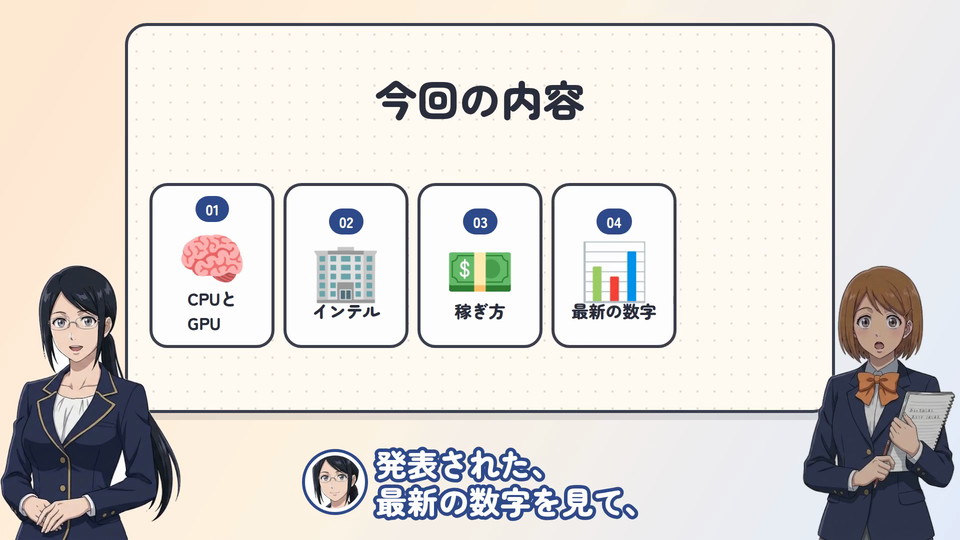 今回の内容
01
CPUと
GPU
02
インテル
03
稼ぎ方
04
最新の数字
発表された、
最新の数字を見て、